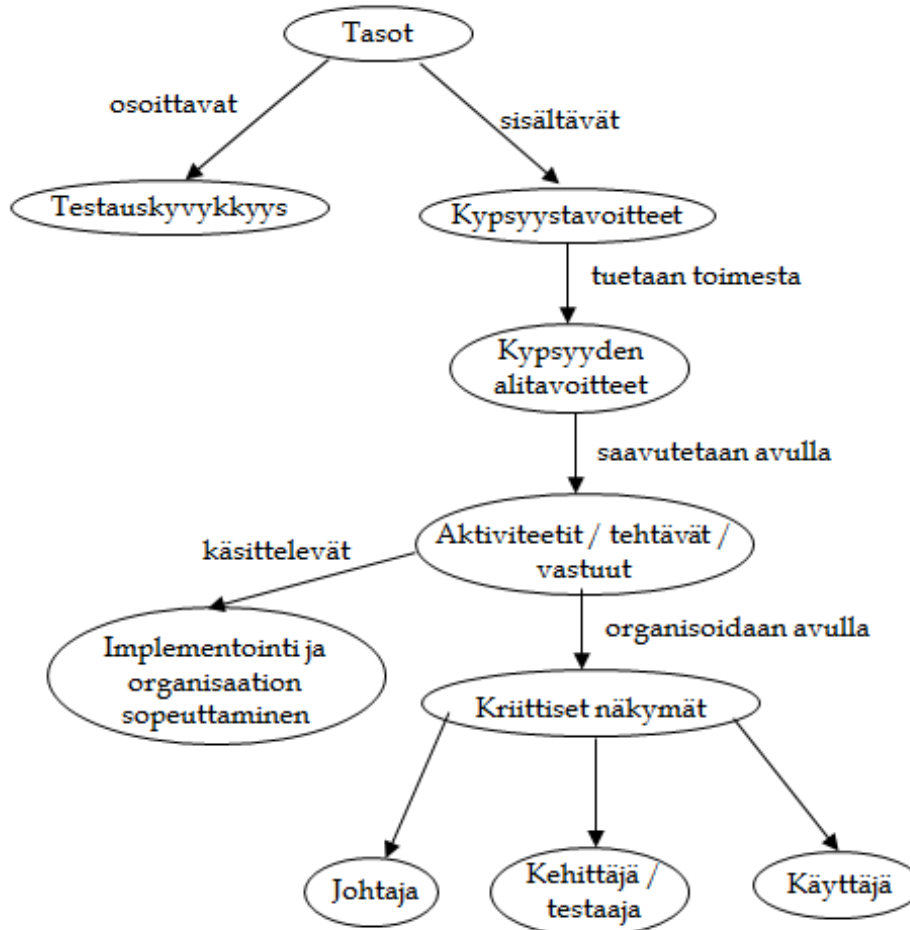 Tasot
osoittavat
sisältävät
Testauskyvykkyys
Kypsyystavoitteet
tuetaan toimesta
Kypsyyden
alitavoitteet
saavutetaan avulla
Aktiviteetit / tehtävät /
vastuut
käsittelevät
organisoidaan avulla
Implementointi ja
organisaation
sopeuttaminen
Kriittiset näkymät
Johtaja
Kehittäjä /
testaaja
Käyttäjä